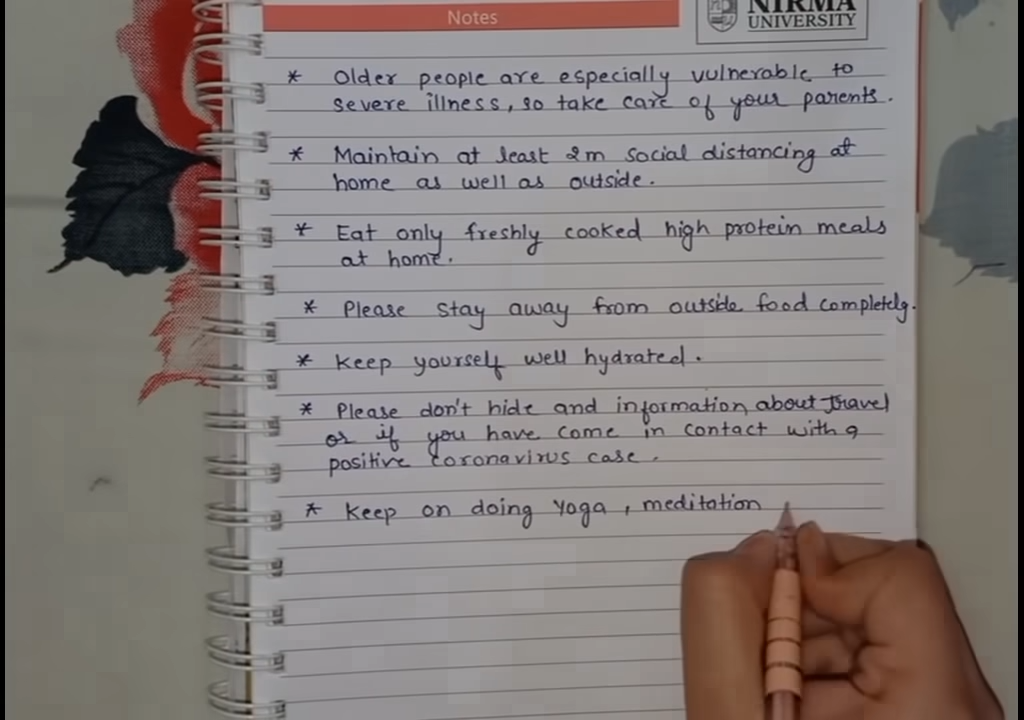 Notes
NIRMA
UNIVERSITY
* Older people are especially vulnerable to
severe illness, so take care of your parents.
* Maintain at least 2m social distancing at
home as well as outside.
* Eat only freshly cooked high protein meals
at home.
* Please stay away from outside food completely.
* Keep yourself well hydrated.
* Please don't hide and information about travel
or if you have come in contact with a
positive coronavirus case.
* Keep on doing Yoga, meditation